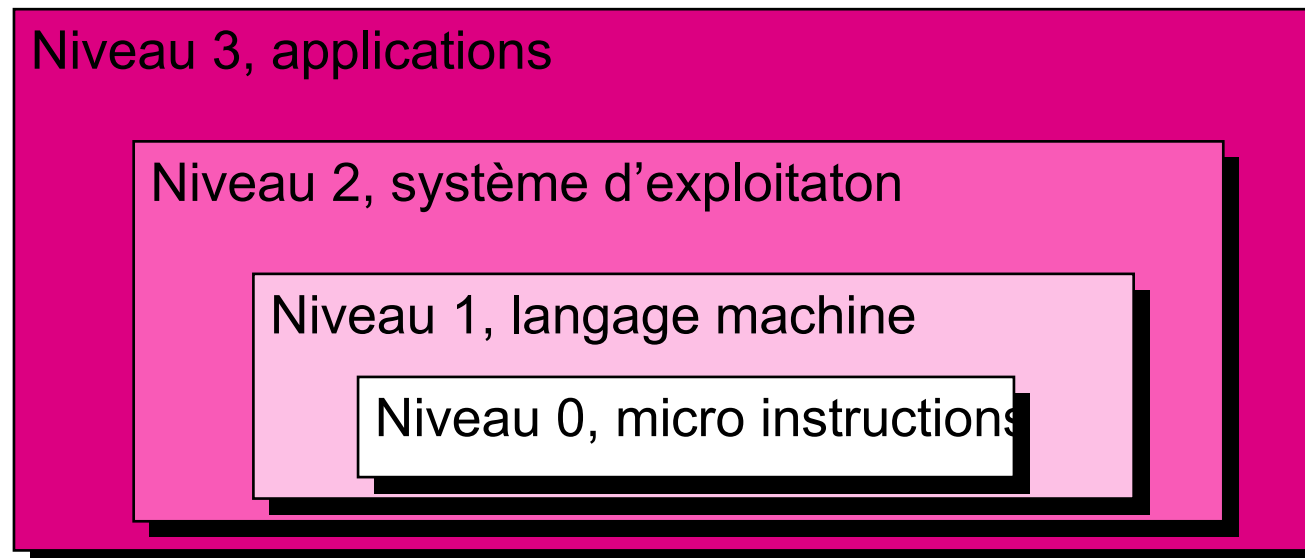 Niveau 3, applications
Niveau 2, système d’exploitaton
Niveau 1, langage machine
Niveau 0, micro instructions